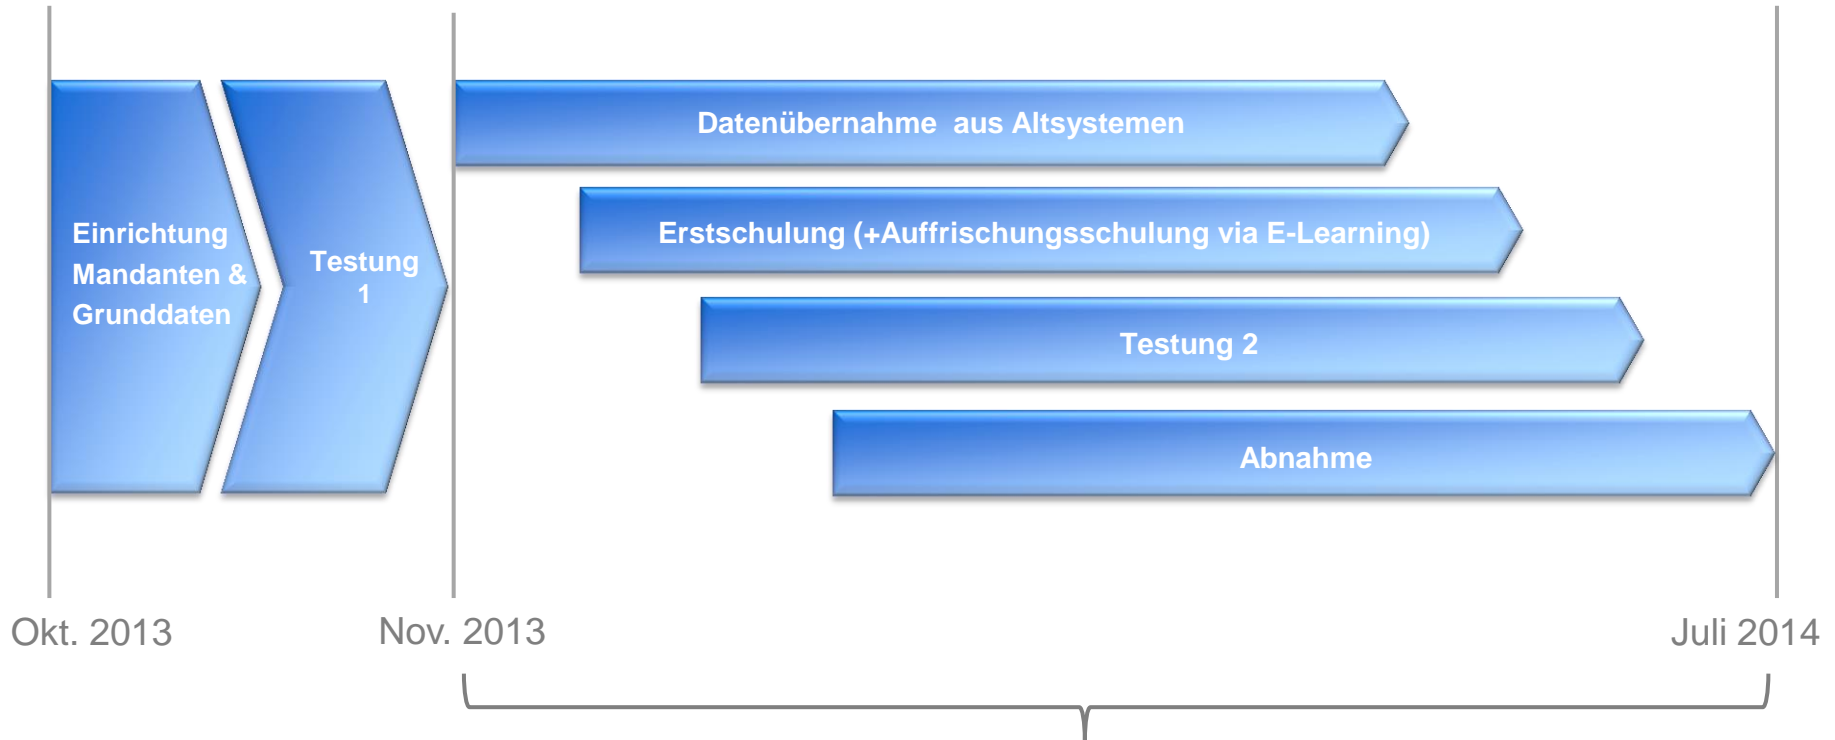 Datenübernahme  aus Altsystemen
Erstschulung (+Auffrischungsschulung via E-Learning)
Einrichtung
Mandanten &
Grunddaten
Testung
1
Testung 2
Abnahme
Okt. 2013
Nov. 2013
Juli 2014